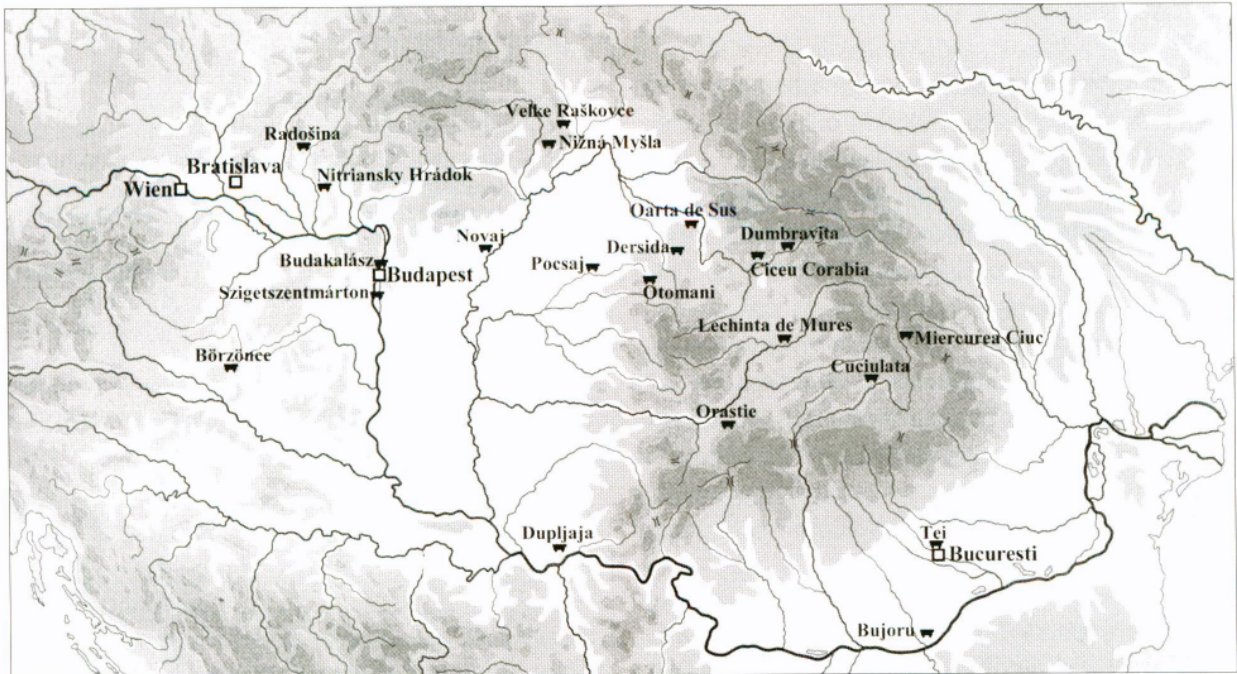 Veľke Raškovce
Radošina
Nižná Myšla
Bratislava
Wien
Nitriansky Hrádok
Oarta de Sus
Novaj
Dersida
Dumbravita
Budakalász
Pocsaj
Ciceu Corabia
Budapest
Otomani
Szigetszentmárton
Lechinta de Mures
Miercurea Ciuc
Börzönce
Cuciulata
Orastie
Dupljaja
Tei
Bucuresti
Bujoru